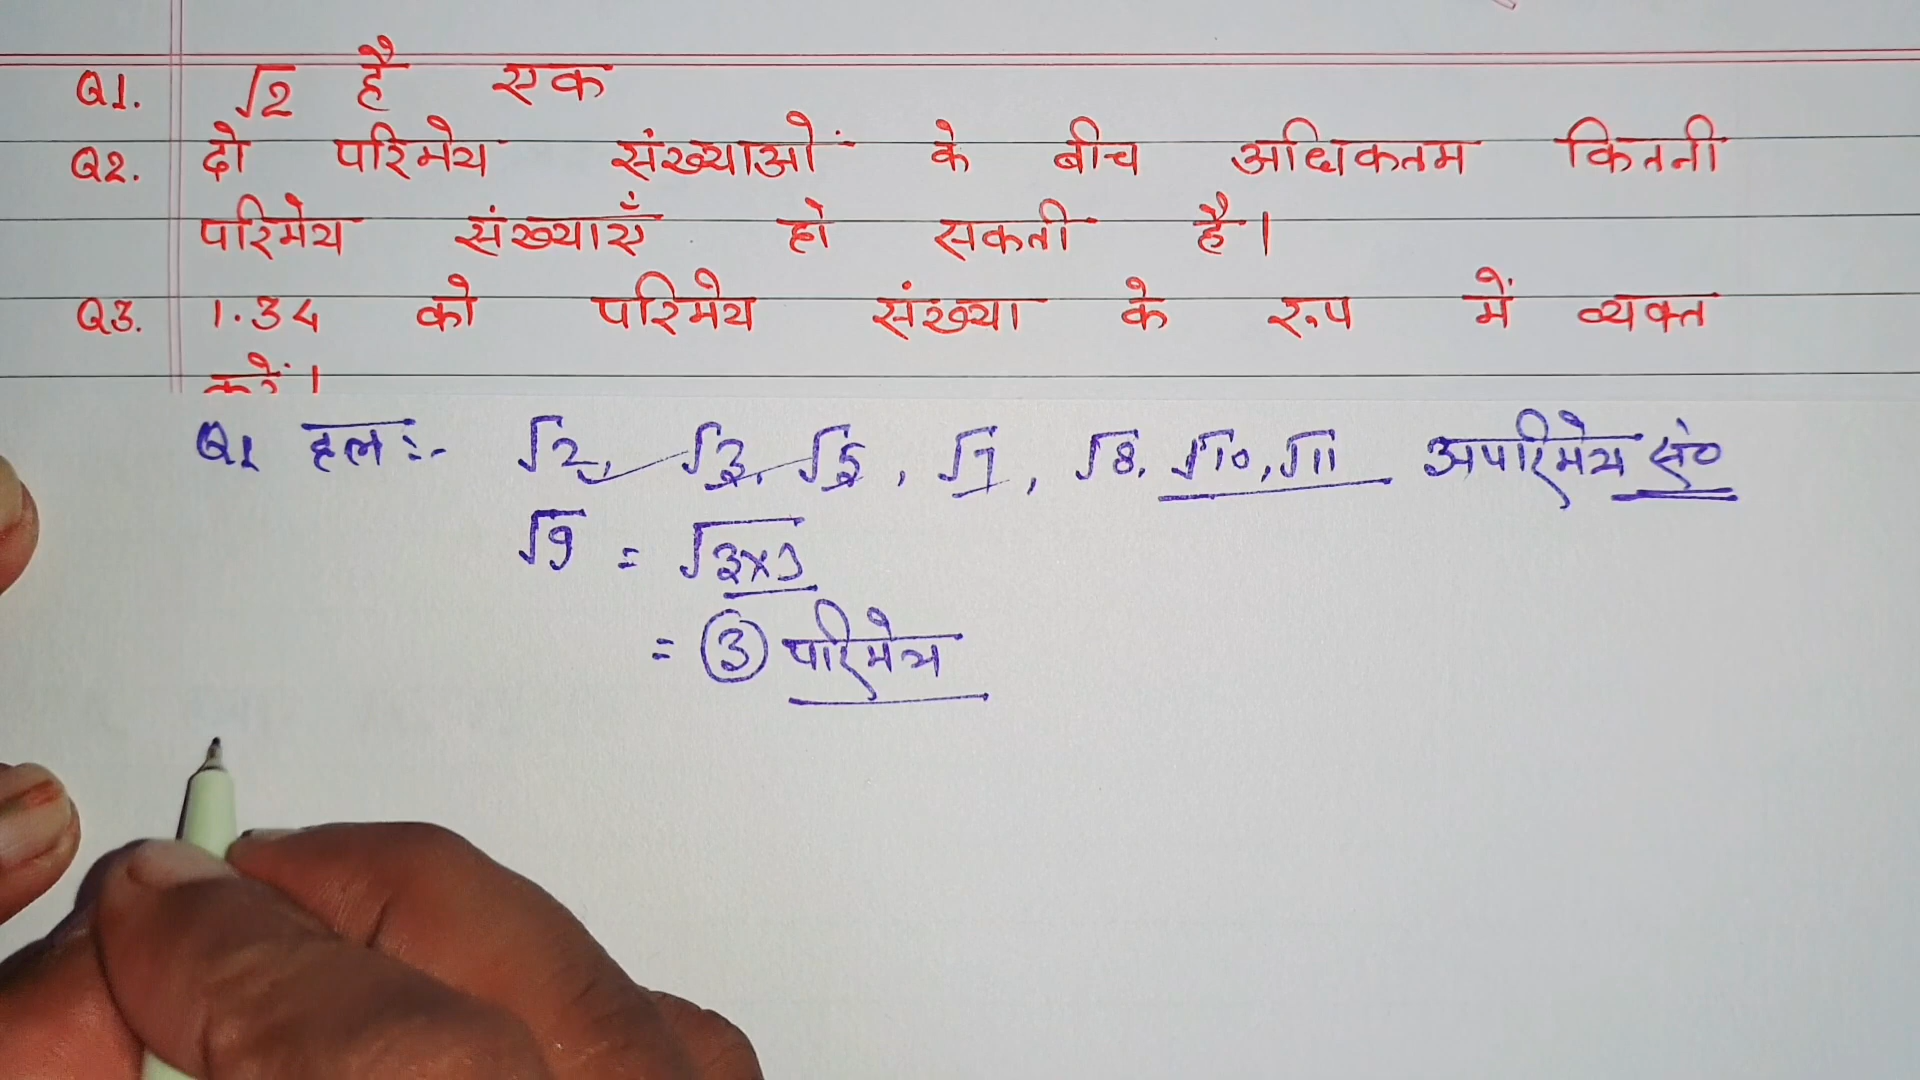 Q1. √2 है एक
Q2. दो परिमेय संख्याओं के बीच अधिकतम कितनी
परिमेय संख्याएँ हो सकती है।
Q3. 1.34 को परिमेय संख्या के रूप में व्यक्त
करें।
Q1 हल :- √2, √3, √5, √7, √8, √10, √11 अपरिमेय सं०
√9 = √3×3
= 3 परिमेय